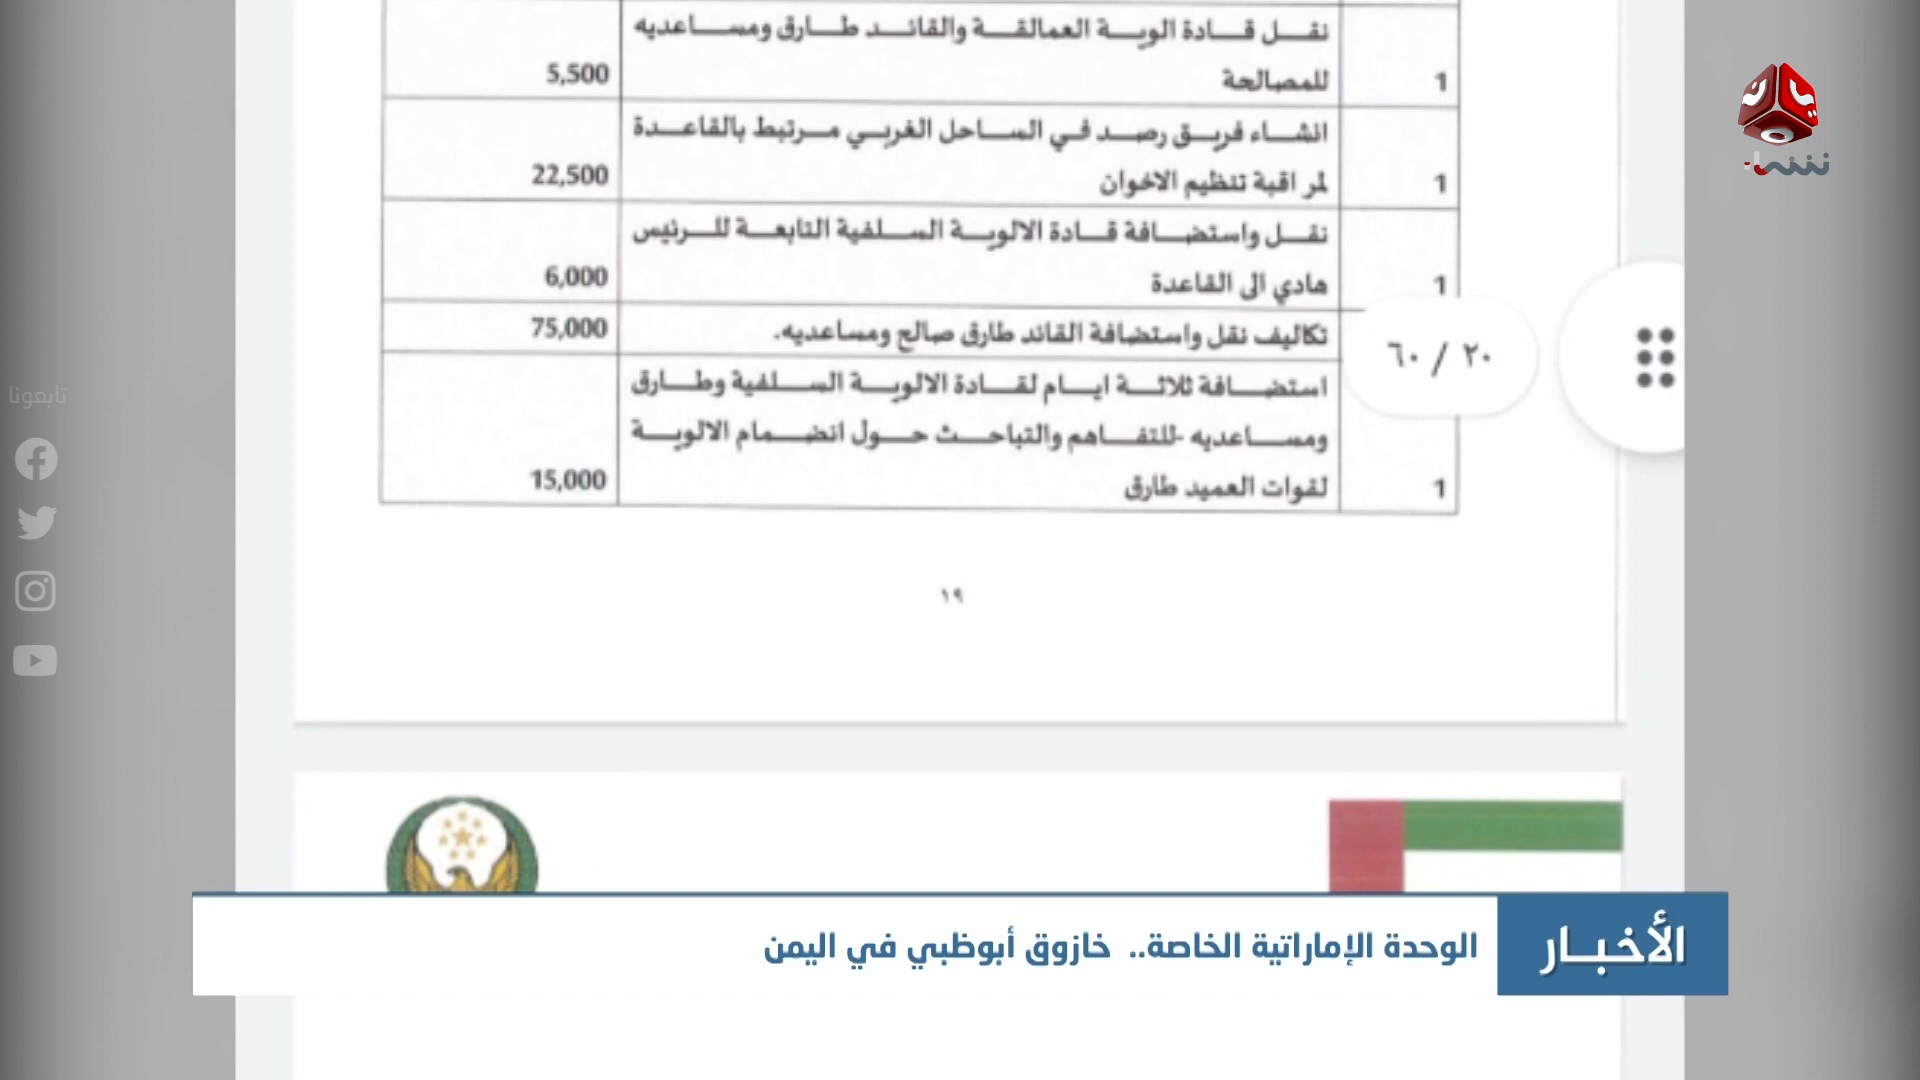 نقل قادة الوية العمالقة والقائد طارق ومساعديه
1 للمصالحة 5,500
انشاء فريق رصد في الساحل الغربي مرتبط بالقاعدة
1 لمراقبة تنظيم الاخوان 22,500
نقل واستضافة قادة الالوية السلفية التابعة للرئيس
1 هادي الى القاعدة 6,000
تكاليف نقل واستضافة القائد طارق صالح ومساعديه. 75,000
٢٠ / ٦٠
استضافة ثلاثة ايام لقادة الالوية السلفية وطارق
ومساعديه -للتفاهم والتباحث حول انضمام الالوية
1 لقوات العميد طارق 15,000
١٩
تابعونا
الأخبار
الوحدة الإماراتية الخاصة.. خازوق أبوظبي في اليمن